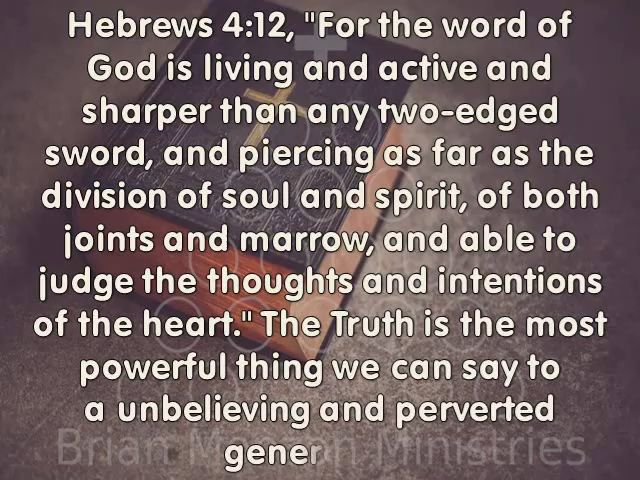 Hebrews 4:12, "For the word of
God is living and active and
sharper than any two-edged
sword, and piercing as far as the
division of soul and spirit, of both
joints and marrow, and able to
judge the thoughts and intentions
of the heart." The Truth is the most
powerful thing we can say to
a unbelieving and perverted
gener
Brian Ministries